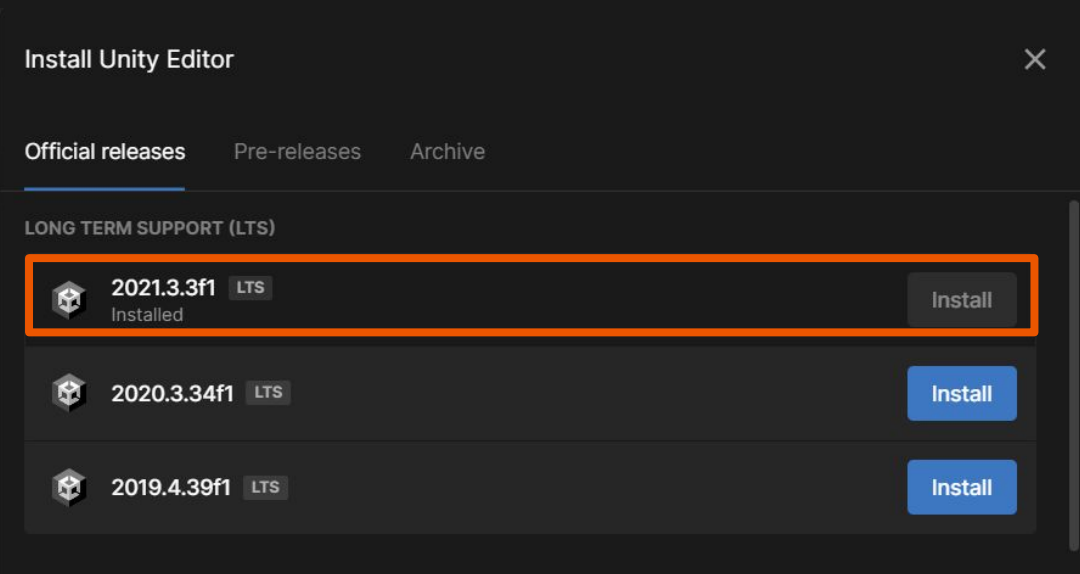 Install Unity Editor
Official releases Pre-releases Archive
LONG TERM SUPPORT (LTS)
2021.3.3f1 LTS
Installed
Install
2020.3.34f1 LTS
Install
2019.4.39f1 LTS
Install